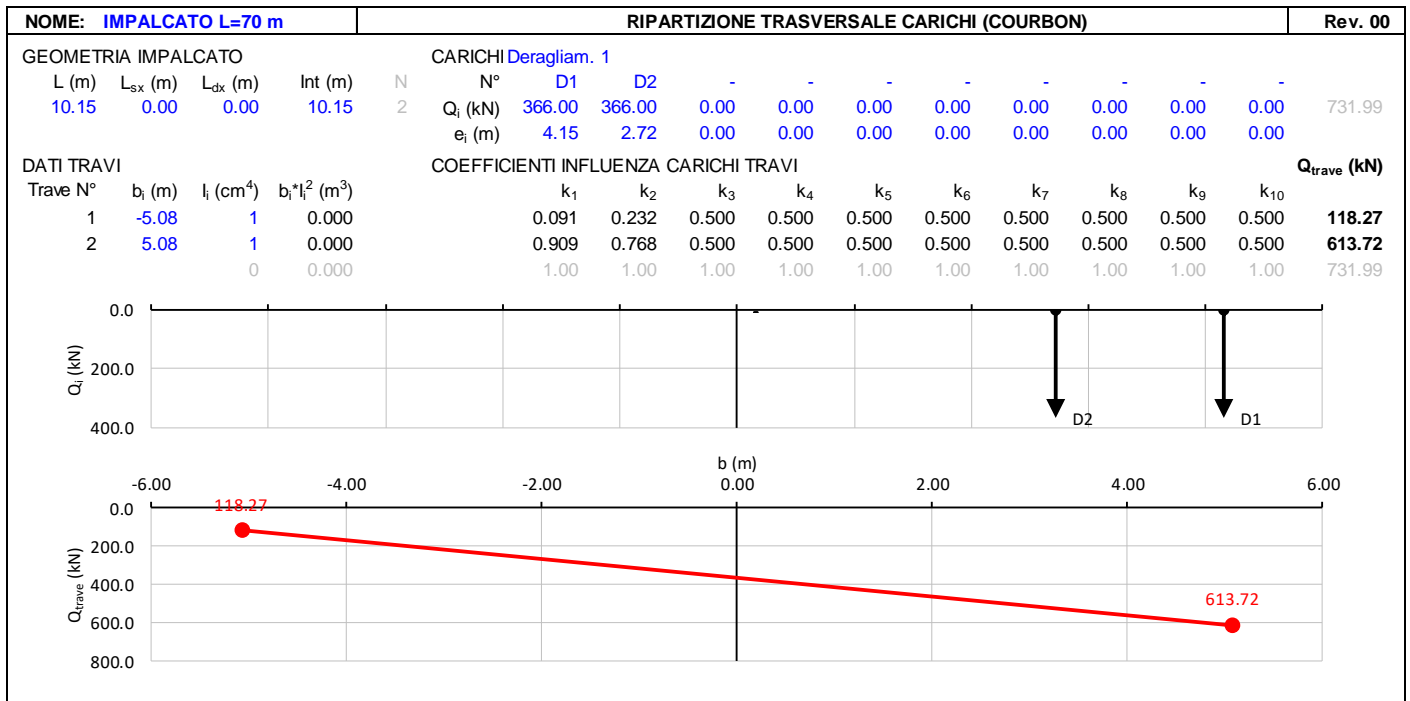 NOME: IMPALCATO L=70 m RIPARTIZIONE TRASVERSALE CARICHI (COURBON) Rev. 00
GEOMETRIA IMPALCATO CARICHI Deragliam. 1
L (m) Lsx (m) Ldx (m) Int (m) N N° D1 D2 - - - - - - - -
10.15 0.00 0.00 10.15 2 Qi (kN) 366.00 366.00 0.00 0.00 0.00 0.00 0.00 0.00 0.00 0.00 731.99
ei (m) 4.15 2.72 0.00 0.00 0.00 0.00 0.00 0.00 0.00 0.00
DATI TRAVI COEFFICIENTI INFLUENZA CARICHI TRAVI Qtrave (kN)
Trave N° bi (m) Ii (cm4) bi*Ii2 (m3) k1 k2 k3 k4 k5 k6 k7 k8 k9 k10
1 -5.08 1 0.000 0.091 0.232 0.500 0.500 0.500 0.500 0.500 0.500 0.500 0.500 118.27
2 5.08 1 0.000 0.909 0.768 0.500 0.500 0.500 0.500 0.500 0.500 0.500 0.500 613.72
0 0.000 1.00 1.00 1.00 1.00 1.00 1.00 1.00 1.00 1.00 1.00 731.99
0.0
-
Qi (kN)
200.0
400.0
D2 D1
b (m)
-6.00 -4.00 -2.00 0.00 2.00 4.00 6.00
0.0
118.27
200.0
Qtrave (kN)
400.0
613.72
600.0
800.0